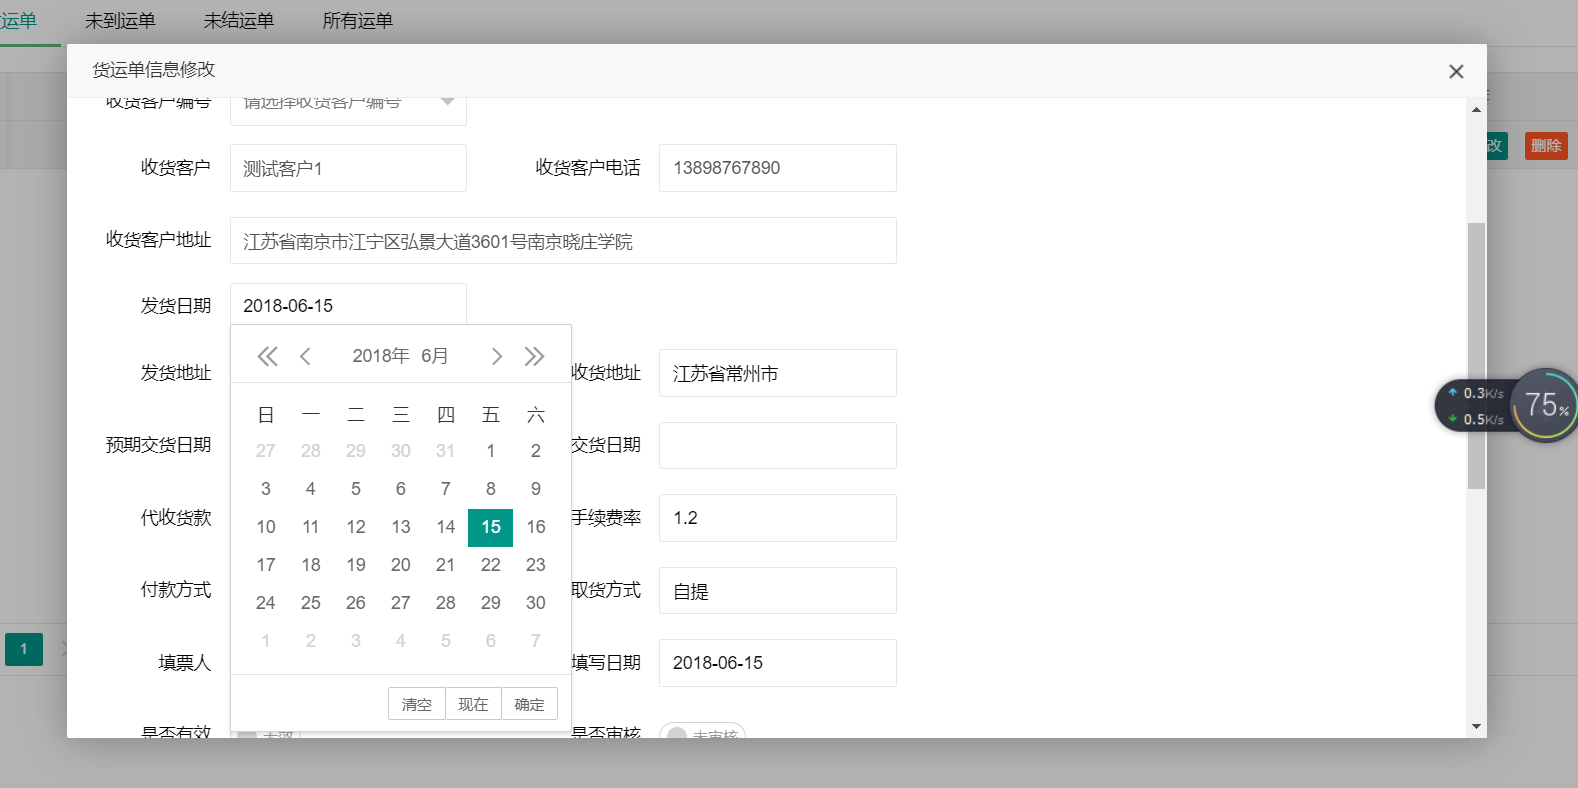 运单 未到运单 未结运单 所有运单
货运单信息修改
收货客户编号 请选择收货客户编号
改 删除
收货客户 测试客户1 收货客户电话 13898767890
收货客户地址 江苏省南京市江宁区弘景大道3601号南京晓庄学院
发货日期 2018-06-15
2018年 6月
发货地址 收货地址 江苏省常州市
0.3K/s
0.5K/s
75%
日 一 二 三 四 五 六
预期交货日期 交货日期
27 28 29 30 31 1 2
3 4 5 6 7 8 9
代收货款 手续费率 1.2
10 11 12 13 14 15 16
17 18 19 20 21 22 23
付款方式 取货方式 自提
24 25 26 27 28 29 30
1 2 3 4 5 6 7
1
填票人 填写日期 2018-06-15
清空 现在 确定
是否有效 无效 是否审核 未审核